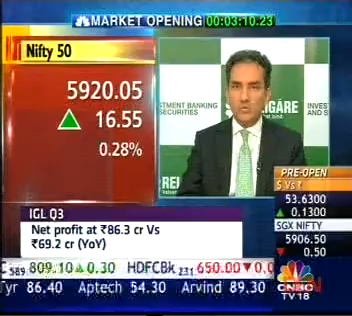 MARKET OPENING 00:03:10.23
Nifty 50
5920.05
16.55
0.28%
INVESTMENT BANKING
SECURITIES
PRE-OPEN
$ Vs ₹
53.6300
0.1300
SGX NIFTY
5906.50
0.50
IGL Q3
Net profit at ₹86.3 cr Vs
₹69.2 cr (YoY)
589 809.10 0.30 HDFCBk 231 650.00
86.40 Aptech 54.30 Arvind 89.30
CNBC
TV18